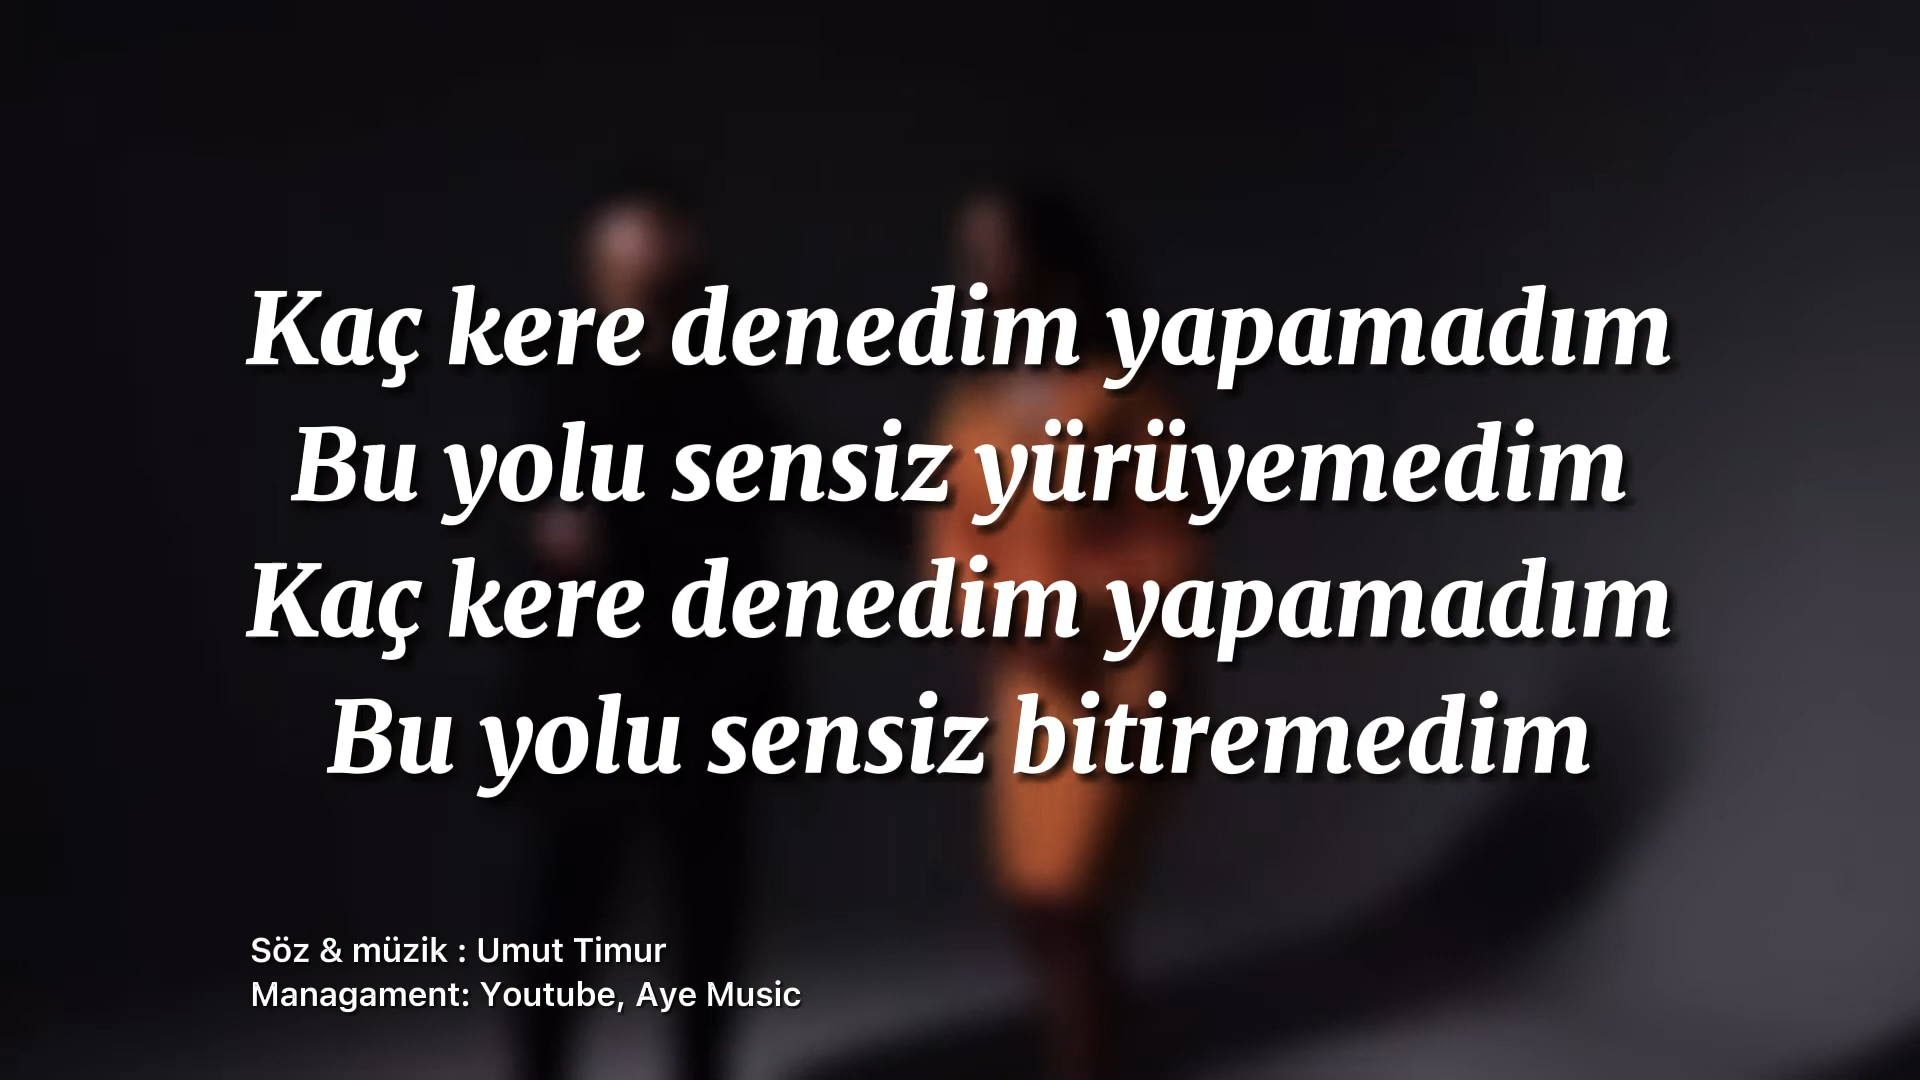 Kaç kere denedim yapamadım
Bu yolu sensiz yürüyemedim
Kaç kere denedim yapamadım
Bu yolu sensiz bitiremedim
Söz & müzik : Umut Timur
Managament: Youtube, Aye Music